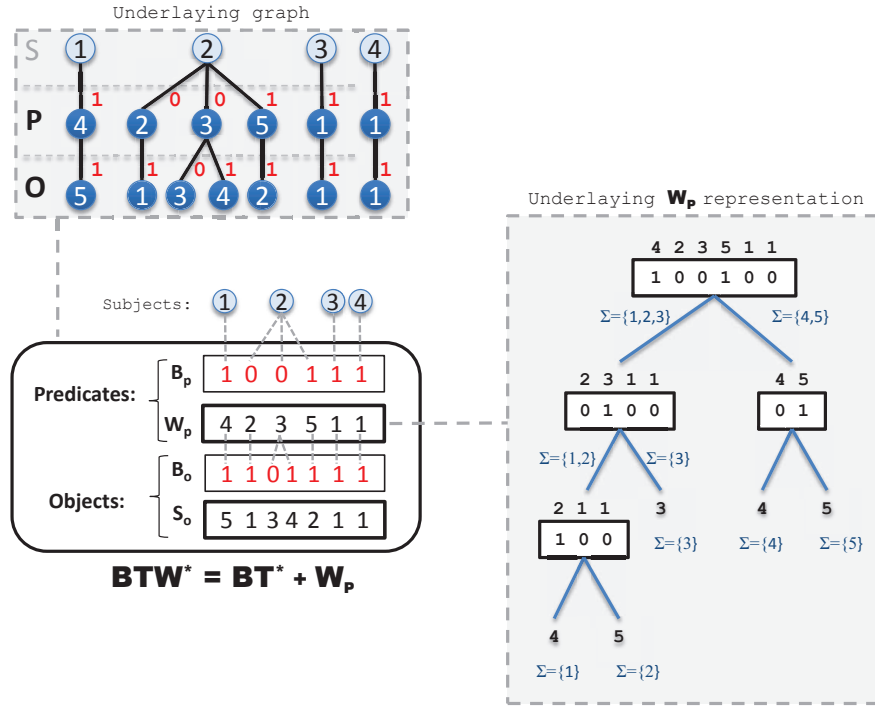 Underlaying graph
S 1 2 3 4
1 0 0 1 1 1
P 4 2 3 5 1 1
1 1 0 1 1 1 1
O 5 1 3 4 2 1 1
Subjects: 1 2 3 4
Predicates:
Bp 1 0 0 1 1 1
Wp 4 2 3 5 1 1
Objects:
Bo 1 1 0 1 1 1 1
So 5 1 3 4 2 1 1
BTW* = BT* + Wp
Underlaying Wp representation
4 2 3 5 1 1
1 0 0 1 0 0
Σ={1,2,3} Σ={4,5}
2 3 1 1 4 5
0 1 0 0 0 1
Σ={1,2} Σ={3}
2 1 1 3 4 5
1 0 0 Σ={3} Σ={4} Σ={5}
4 5
Σ={1} Σ={2}